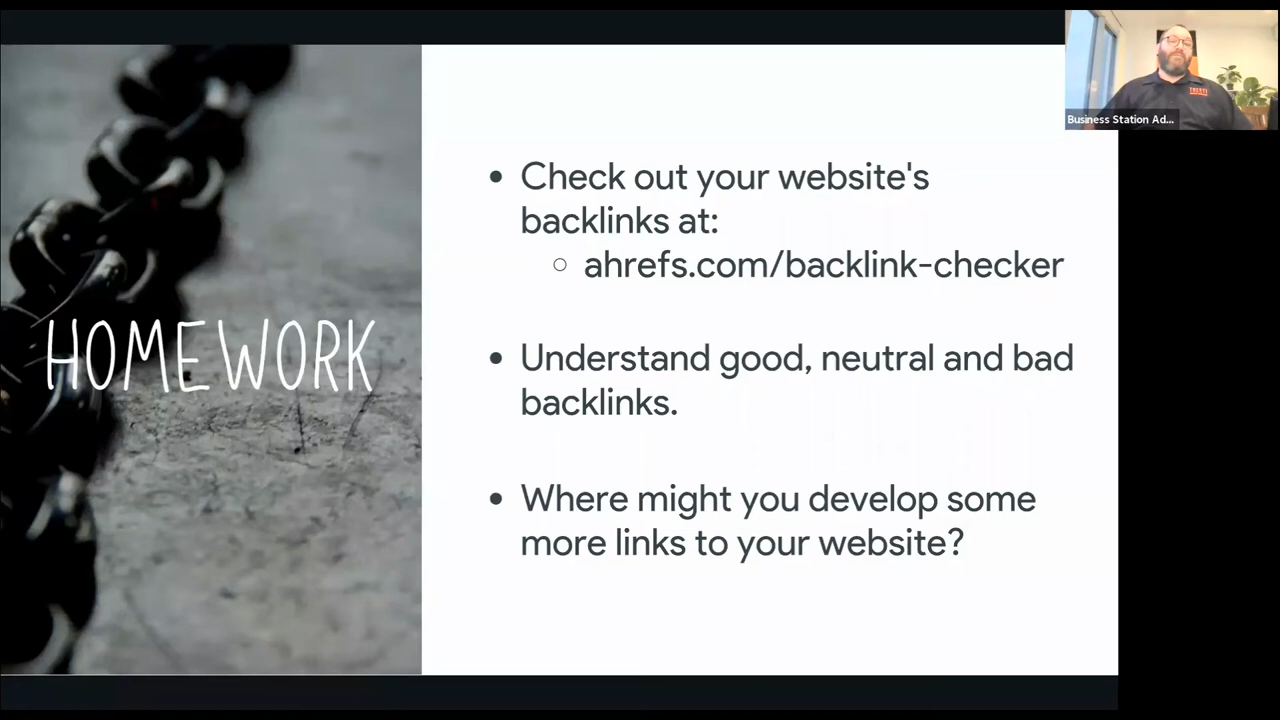 Business Station Ad...
HOMEWORK
• Check out your website's
backlinks at:
○ ahrefs.com/backlink-checker
• Understand good, neutral and bad
backlinks.
• Where might you develop some
more links to your website?